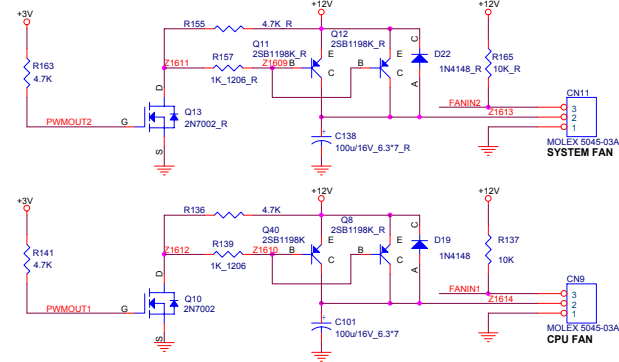 +3V
R163
4.7K
PWMOUT2
G
D
S
Q13
2N7002_R
Z1611
R155
4.7K_R
R157
1K_1206_R
Z1609
Q11
2SB1198K_R
B
E
C
+12V
Q12
2SB1198K_R
B
E
C
C
D22
1N4148_R
A
C138
100u/16V_6.3*7_R
+12V
R165
10K_R
FANIN2
Z1613
CN11
3
2
1
MOLEX 5045-03A
SYSTEM FAN
+3V
R141
4.7K
PWMOUT1
G
D
S
Q10
2N7002
Z1612
R136
4.7K
R139
1K_1206
Z1610
Q40
2SB1198K
B
E
C
+12V
Q8
2SB1198K_R
B
E
C
C
D19
1N4148
A
C101
100u/16V_6.3*7
+12V
R137
10K
FANIN1
Z1614
CN9
3
2
1
MOLEX 5045-03A
CPU FAN